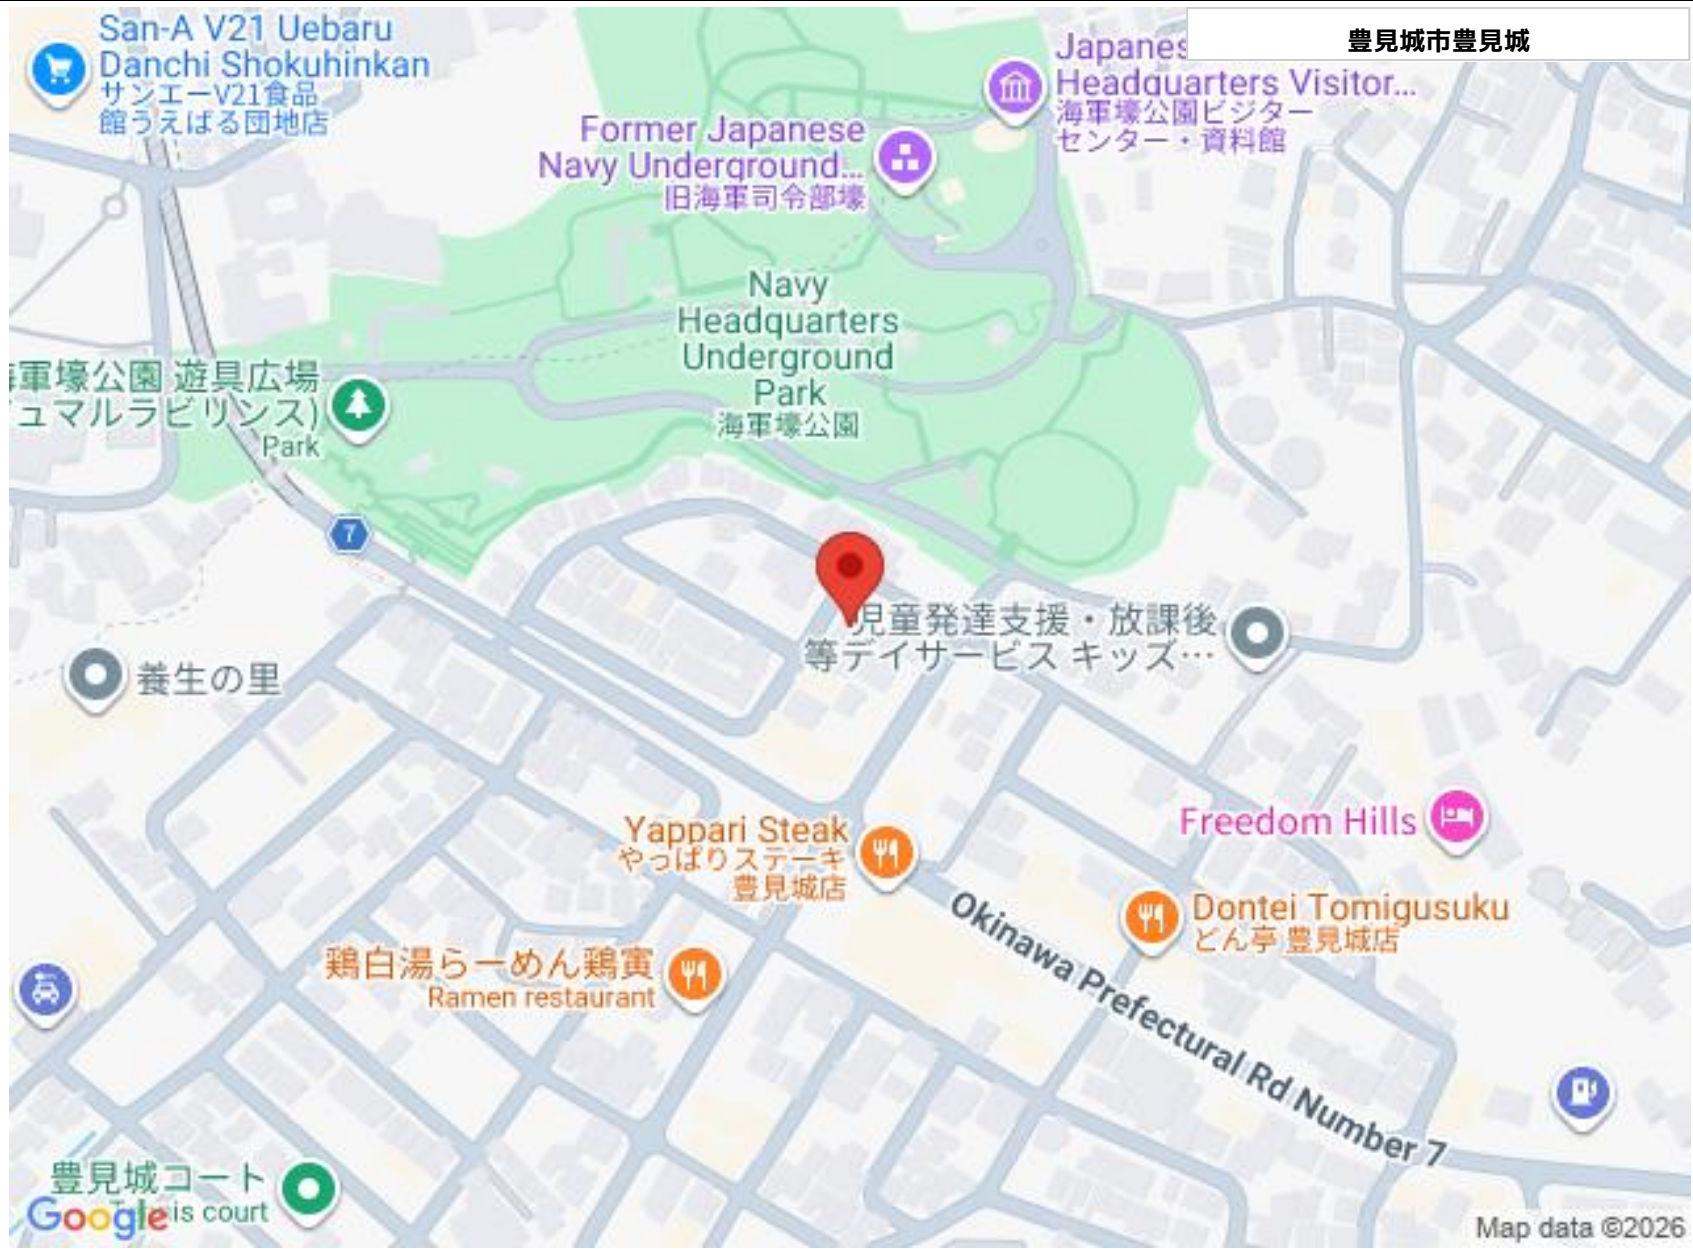 豊見城市豊見城
San-A V21 Uebaru
Danchi Shokuhinkan
サンエーV21食品
館うえばる団地店
Headquarters Visitor...
海軍壕公園ビジター
センター・資料館
Former Japanese
Navy Underground...
旧海軍司令部壕
Navy
Headquarters
Underground
Park
海軍壕公園
軍壕公園 遊具広場
ュマルラビリンス)
Park
7
児童発達支援・放課後
等デイサービス キッズ…
養生の里
Freedom Hills
Yappari Steak
やっぱりステーキ
豊見城店
Dontei Tomigusuku
どん亭 豊見城店
Okinawa Prefectural Rd Number 7
鶏白湯らーめん鶏寅
Ramen restaurant
豊見城コート
court
Google
Map data ©2026